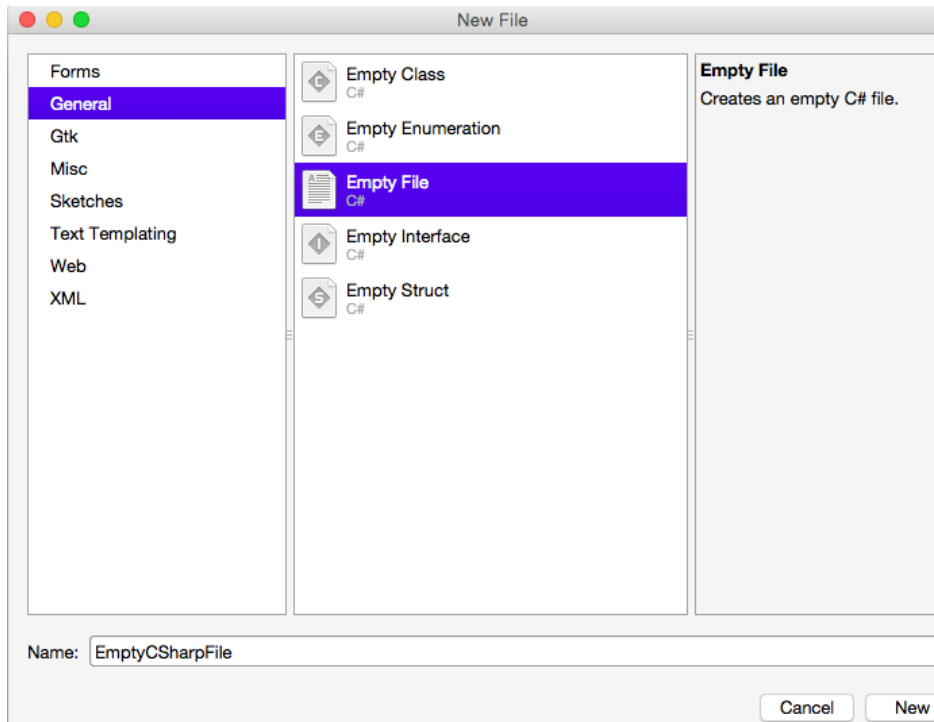 New File
Forms
General
Gtk
Misc
Sketches
Text Templating
Web
XML
Empty Class
C#
Empty Enumeration
C#
Empty File
C#
Empty Interface
C#
Empty Struct
C#
Empty File
Creates an empty C# file.
Name: EmptyCSharpFile
Cancel New